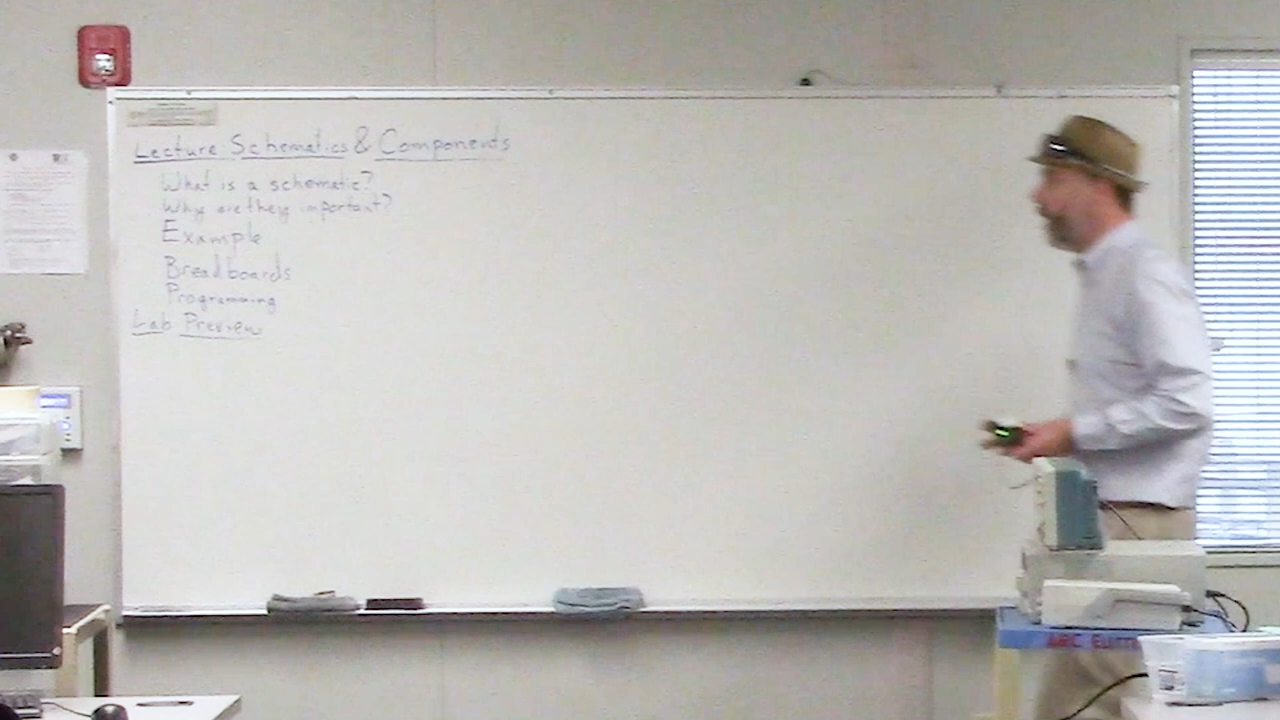 Lecture Schematics & Components
What is a schematic?
Why are they important?
Example
Breadboards
Programming
Lab Preview